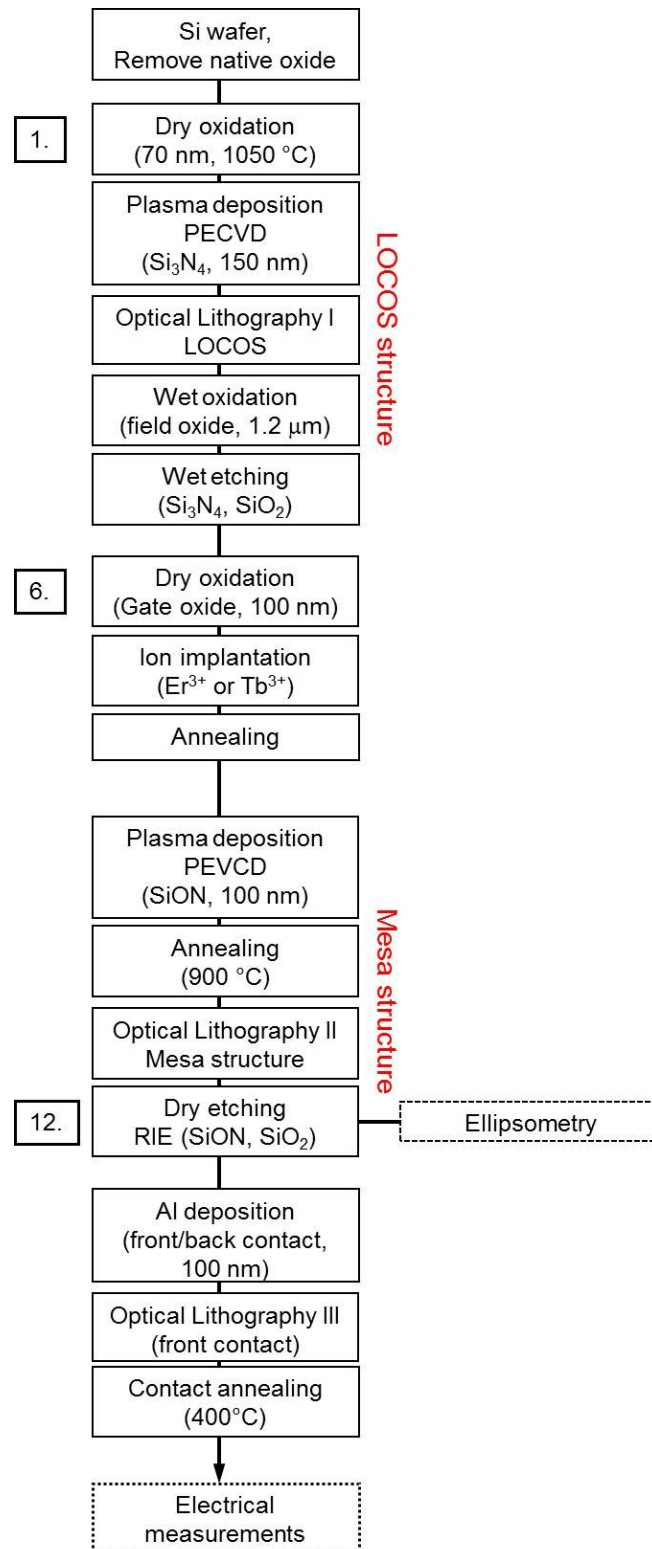 Si wafer,
Remove native oxide
1.
Dry oxidation
(70 nm, 1050 °C)
Plasma deposition
PECVD
(Si₃N₄, 150 nm)
Optical Lithography I
LOCOS
Wet oxidation
(field oxide, 1.2 μm)
Wet etching
(Si₃N₄, SiO₂)
LOCOS structure
6.
Dry oxidation
(Gate oxide, 100 nm)
Ion implantation
(Er³⁺ or Tb³⁺)
Annealing
Plasma deposition
PEVCD
(SiON, 100 nm)
Annealing
(900 °C)
Optical Lithography II
Mesa structure
Mesa structure
12.
Dry etching
RIE (SiON, SiO₂)
Ellipsometry
Al deposition
(front/back contact,
100 nm)
Optical Lithography III
(front contact)
Contact annealing
(400°C)
Electrical
measurements